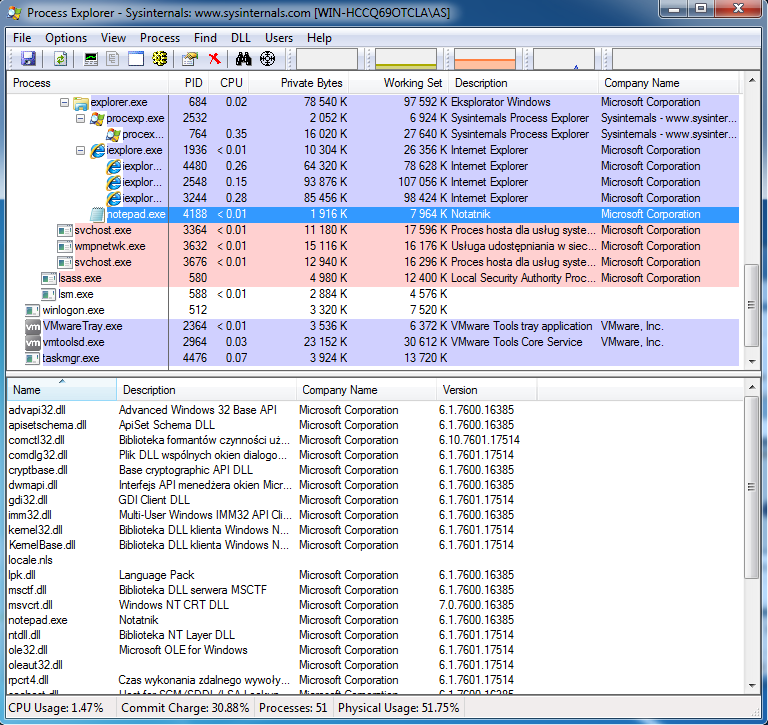 Process Explorer - Sysinternals: www.sysinternals.com [WIN-HCCQ69OTCLA\AS]
File Options View Process Find DLL Users Help
Process PID CPU Private Bytes Working Set Description Company Name
explorer.exe 684 0.02 78 540 K 97 592 K Eksplorator Windows Microsoft Corporation
procexp.exe 2532 2 052 K 6 924 K Sysinternals Process Explorer Sysinternals - www.sysinter...
procex... 764 0.35 16 020 K 27 640 K Sysinternals Process Explorer Sysinternals - www.sysinter...
iexplore.exe 1936 < 0.01 10 304 K 26 356 K Internet Explorer Microsoft Corporation
iexplor... 4480 0.26 64 320 K 78 628 K Internet Explorer Microsoft Corporation
iexplor... 2548 0.15 93 876 K 107 056 K Internet Explorer Microsoft Corporation
iexplor... 3244 0.28 85 456 K 98 424 K Internet Explorer Microsoft Corporation
notepad.exe 4188 < 0.01 1 916 K 7 964 K Notatnik Microsoft Corporation
svchost.exe 3364 < 0.01 11 180 K 17 596 K Proces hosta dla usług syste... Microsoft Corporation
wmpnetwk.exe 3632 < 0.01 15 116 K 16 176 K Usługa udostępniania w siec... Microsoft Corporation
svchost.exe 3676 < 0.01 12 940 K 16 296 K Proces hosta dla usług syste... Microsoft Corporation
lsass.exe 580 4 980 K 12 400 K Local Security Authority Proc... Microsoft Corporation
lsm.exe 588 < 0.01 2 884 K 4 576 K
winlogon.exe 512 3 320 K 7 520 K
vm VMwareTray.exe 2364 < 0.01 3 536 K 6 372 K VMware Tools tray application VMware, Inc.
vm vmtoolsd.exe 2964 0.03 23 152 K 30 612 K VMware Tools Core Service VMware, Inc.
taskmgr.exe 4476 0.07 3 924 K 13 720 K
Name Description Company Name Version
advapi32.dll Advanced Windows 32 Base API Microsoft Corporation 6.1.7600.16385
apisetschema.dll ApiSet Schema DLL Microsoft Corporation 6.1.7600.16385
comctl32.dll Biblioteka formantów czynności uż... Microsoft Corporation 6.10.7601.17514
comdlg32.dll Plik DLL wspólnych okien dialogo... Microsoft Corporation 6.1.7601.17514
cryptbase.dll Base cryptographic API DLL Microsoft Corporation 6.1.7600.16385
dwmapi.dll Interfejs API menedżera okien Micr... Microsoft Corporation 6.1.7600.16385
gdi32.dll GDI Client DLL Microsoft Corporation 6.1.7601.17514
imm32.dll Multi-User Windows IMM32 API Cli... Microsoft Corporation 6.1.7601.17514
kernel32.dll Biblioteka DLL klienta Windows N... Microsoft Corporation 6.1.7601.17514
KernelBase.dll Biblioteka DLL klienta Windows N... Microsoft Corporation 6.1.7601.17514
locale.nls
lpk.dll Language Pack Microsoft Corporation 6.1.7600.16385
msctf.dll Biblioteka DLL serwera MSCTF Microsoft Corporation 6.1.7600.16385
msvcrt.dll Windows NT CRT DLL Microsoft Corporation 7.0.7600.16385
notepad.exe Notatnik Microsoft Corporation 6.1.7600.16385
ntdll.dll Biblioteka NT Layer DLL Microsoft Corporation 6.1.7601.17514
ole32.dll Microsoft OLE for Windows Microsoft Corporation 6.1.7601.17514
oleaut32.dll Microsoft Corporation 6.1.7601.17514
rpcrt4.dll Czas wykonania zdalnego wywoły... Microsoft Corporation 6.1.7601.17514
CPU Usage: 1.47% Commit Charge: 30.88% Processes: 51 Physical Usage: 51.75%